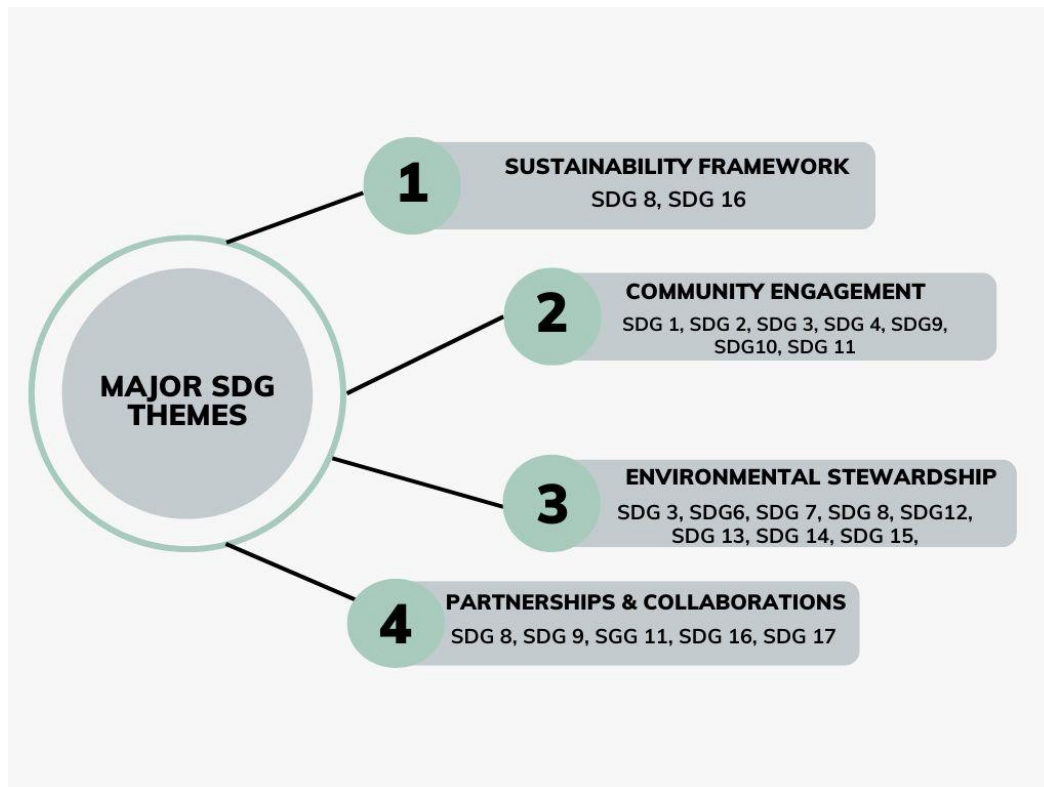 1
SUSTAINABILITY FRAMEWORK
SDG 8, SDG 16
2
COMMUNITY ENGAGEMENT
SDG 1, SDG 2, SDG 3, SDG 4, SDG9,
SDG10, SDG 11
MAJOR SDG
THEMES
3
ENVIRONMENTAL STEWARDSHIP
SDG 3, SDG6, SDG 7, SDG 8, SDG12,
SDG 13, SDG 14, SDG 15,
4
PARTNERSHIPS & COLLABORATIONS
SDG 8, SDG 9, SGG 11, SDG 16, SDG 17